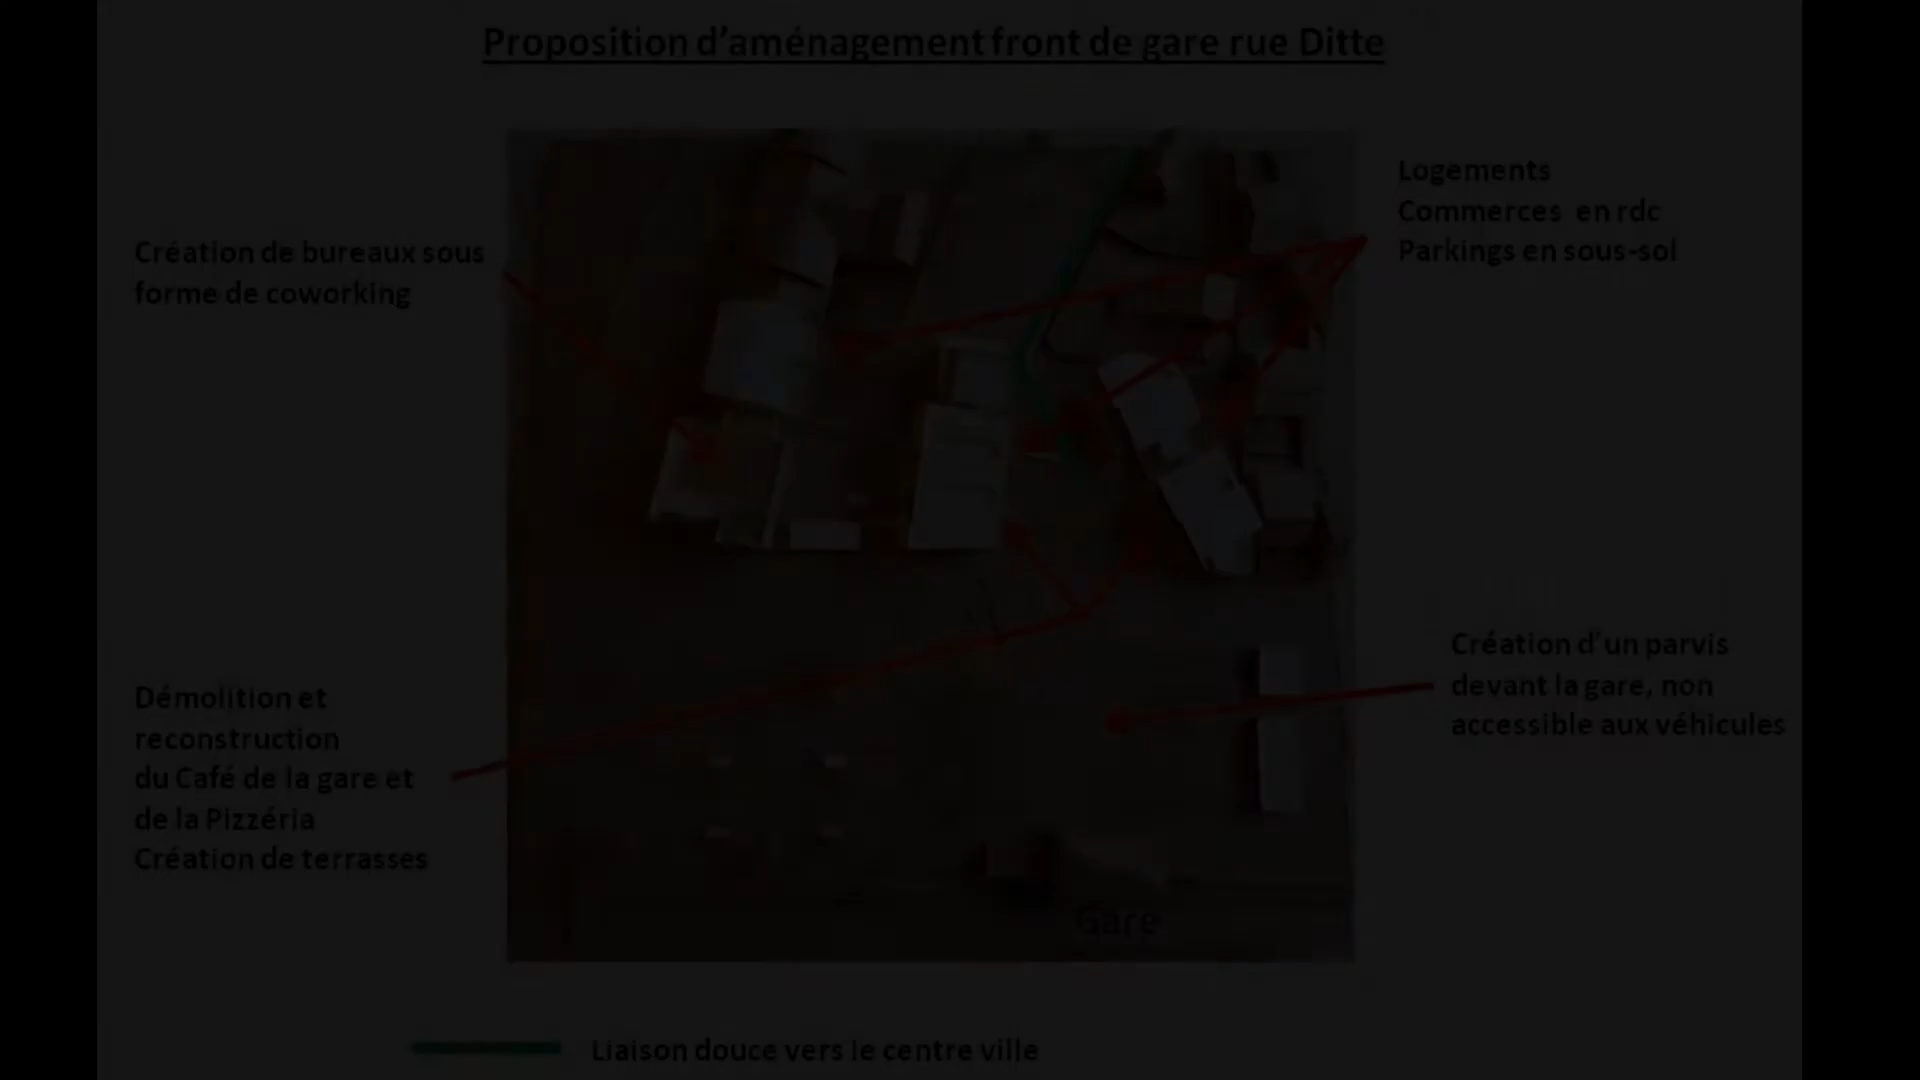 Proposition d’aménagement front de gare rue Ditte
Logements
Commerces en rdc
Parkings en sous-sol
Création de bureaux sous
forme de coworking
Création d’un parvis
devant la gare, non
accessible aux véhicules
Démolition et
reconstruction
du Café de la gare et
de la Pizzéria
Création de terrasses
Gare
Liaison douce vers le centre ville